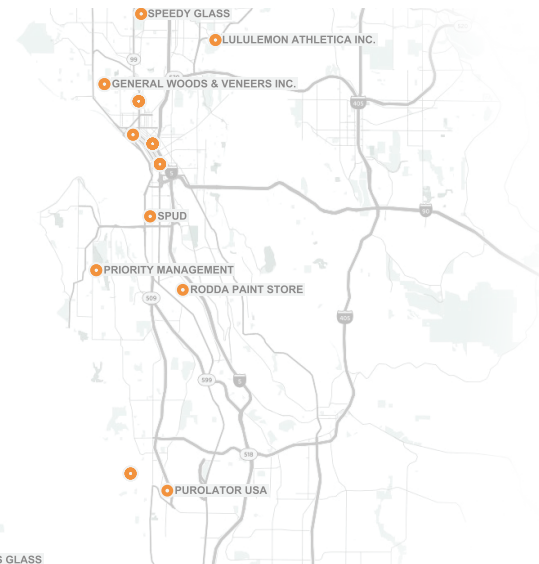 SPEEDY GLASS
LULULEMON ATHLETICA INC.
99
GENERAL WOODS & VENEERS INC.
405
5
90
SPUD
PRIORITY MANAGEMENT
RODDA PAINT STORE
509
405
599
5
518
PUROLATOR USA
S GLASS